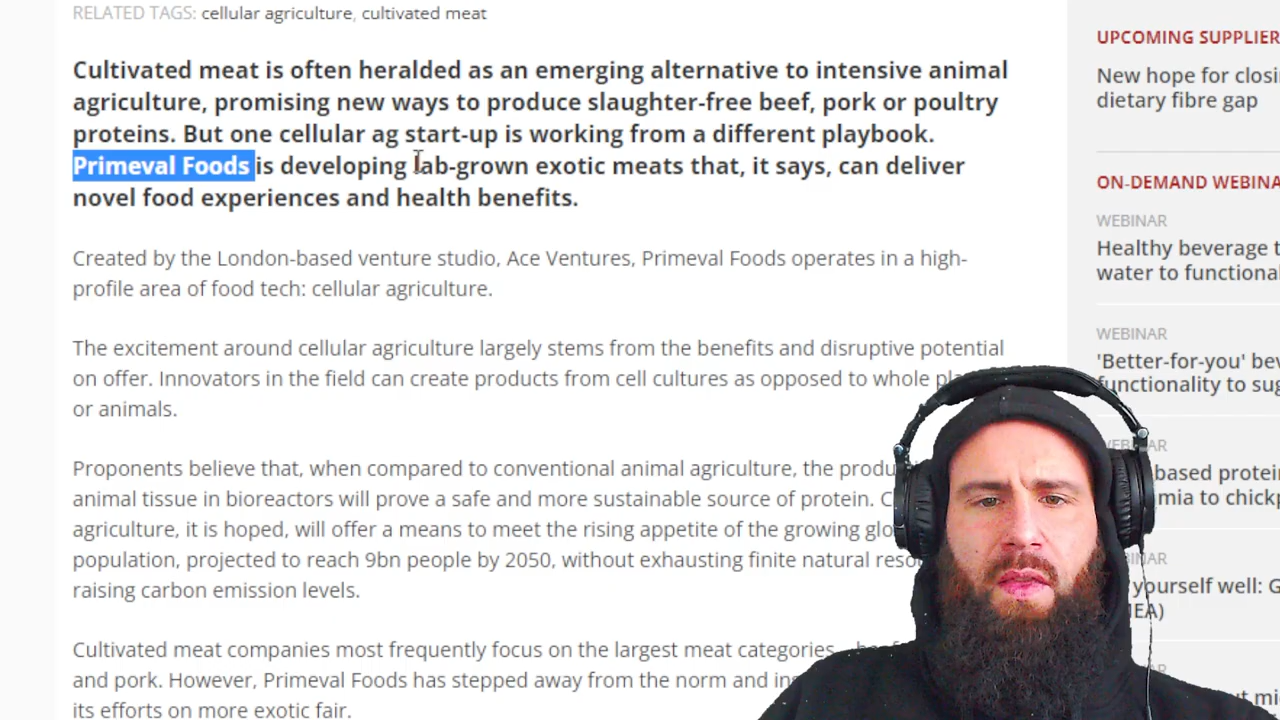 RELATED TAGS: cellular agriculture, cultivated meat
Cultivated meat is often heralded as an emerging alternative to intensive animal
agriculture, promising new ways to produce slaughter-free beef, pork or poultry
proteins. But one cellular ag start-up is working from a different playbook.
Primeval Foods is developing lab-grown exotic meats that, it says, can deliver
novel food experiences and health benefits.
Created by the London-based venture studio, Ace Ventures, Primeval Foods operates in a high-
profile area of food tech: cellular agriculture.
The excitement around cellular agriculture largely stems from the benefits and disruptive potential
on offer. Innovators in the field can create products from cell cultures as opposed to whole
or animals.
Proponents believe that, when compared to conventional animal agriculture, the
animal tissue in bioreactors will prove a safe and more sustainable source of protein.
agriculture, it is hoped, will offer a means to meet the rising appetite of the growing
population, projected to reach 9bn people by 2050, without exhausting finite natural
raising carbon emission levels.
Cultivated meat companies most frequently focus on the largest meat categories
and pork. However, Primeval Foods has stepped away from the norm and
its efforts on more exotic fair.
UPCOMING SUPPLIER
New hope for
dietary fibre gap
ON-DEMAND
WEBINAR
Healthy beverage
water to
WEBINAR
'Better-for-you'
functionality to
based
to
yourself well: